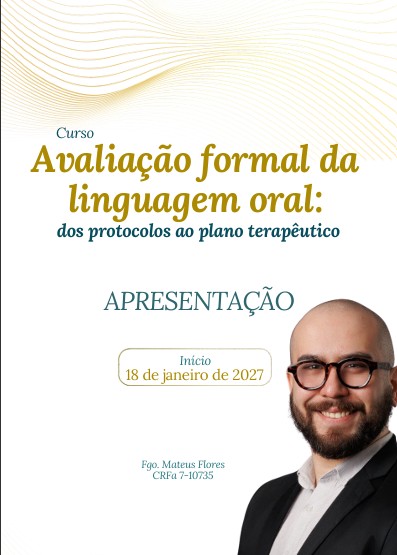 Curso
Avaliação formal da
linguagem oral:
dos protocolos ao plano terapêutico
APRESENTAÇÃO
Início
18 de janeiro de 2027
Fgo. Mateus Flores
CRFa 7-10735